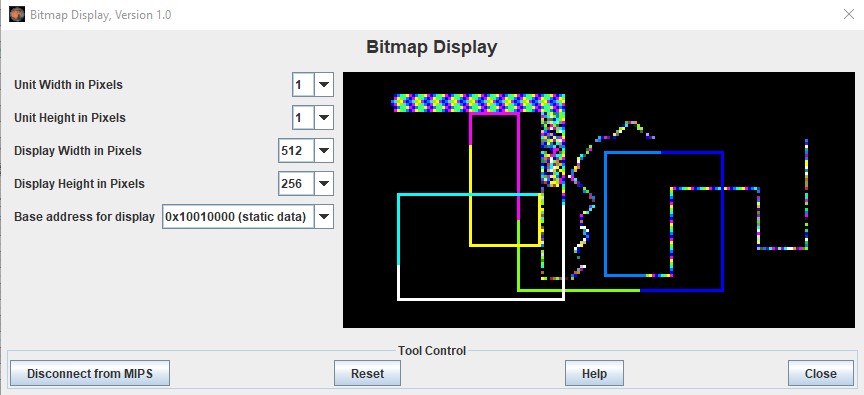 Bitmap Display, Version 1.0
Bitmap Display
Unit Width in Pixels 1
Unit Height in Pixels 1
Display Width in Pixels 512
Display Height in Pixels 256
Base address for display 0x10010000 (static data)
Tool Control
Disconnect from MIPS Reset Help Close